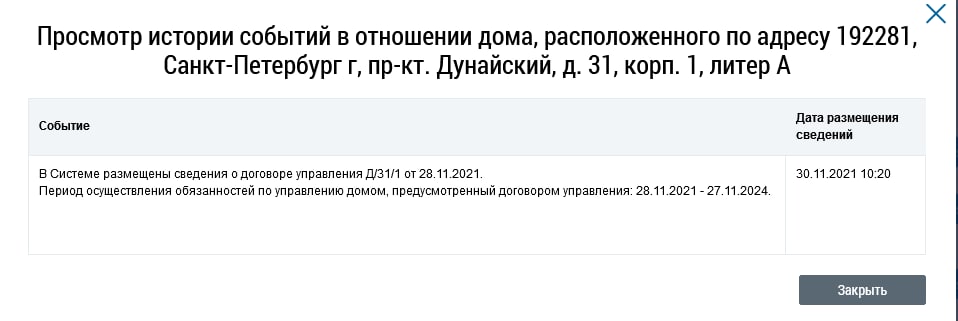 Просмотр истории событий в отношении дома, расположенного по адресу 192281,
Санкт-Петербург г, пр-кт. Дунайский, д. 31, корп. 1, литер А
Событие
Дата размещения
сведений
В Системе размещены сведения о договоре управления Д/31/1 от 28.11.2021.
Период осуществления обязанностей по управлению домом, предусмотренный договором управления: 28.11.2021 - 27.11.2024.
30.11.2021 10:20
Закрыть